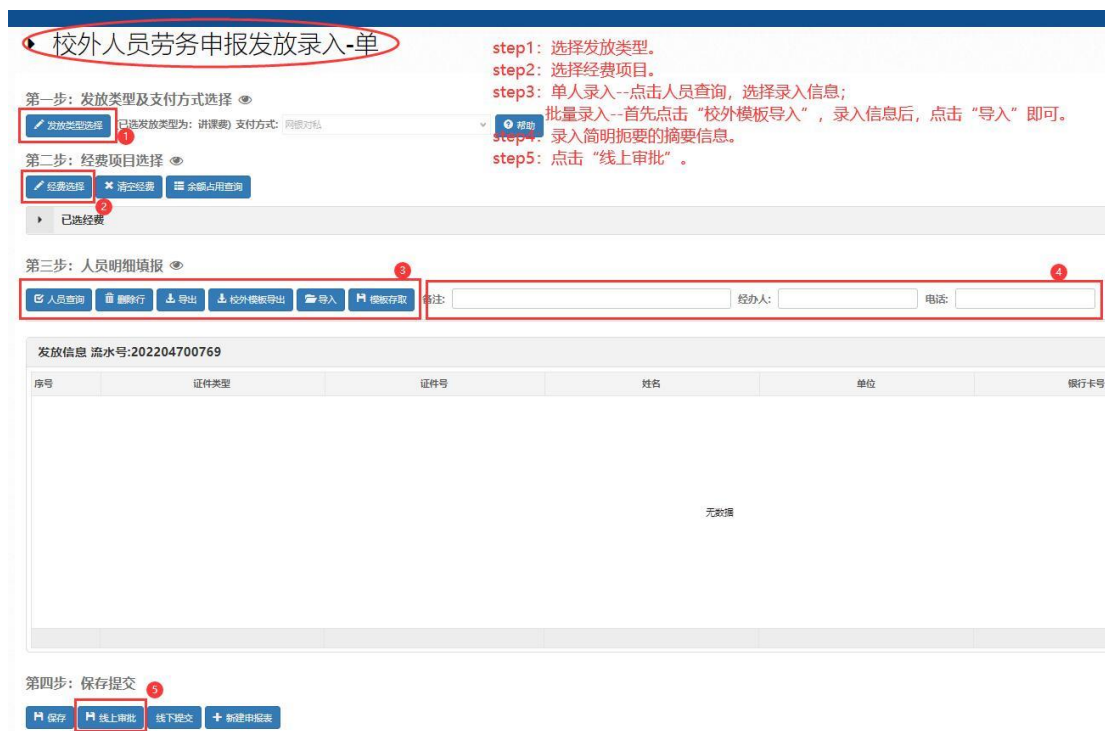 校外人员劳务申报发放录入-单
step1：选择发放类型。
step2：选择经费项目。
step3：单人录入--点击人员查询，选择录入信息；
批量录入--首先点击“校外模板导入”，录入信息后，点击“导入”即可。
step4：录入简明扼要的摘要信息。
step5：点击“线上审批”。
第一步：发放类型及支付方式选择
发放类型选择 (已选发放类型为：讲课费) 支付方式: 网银对私 帮助
1
第二步：经费项目选择
经费选择 清空经费 余额占用查询
2
已选经费
第三步：人员明细填报
3
4
人员查询 删除行 导出 校外模板导出 导入 模板存取 备注: 经办人: 电话:
发放信息 流水号:202204700769
序号 证件类型 证件号 姓名 单位 银行卡号
无数据
第四步：保存提交
5
保存 线上审批 线下提交 新建申报表